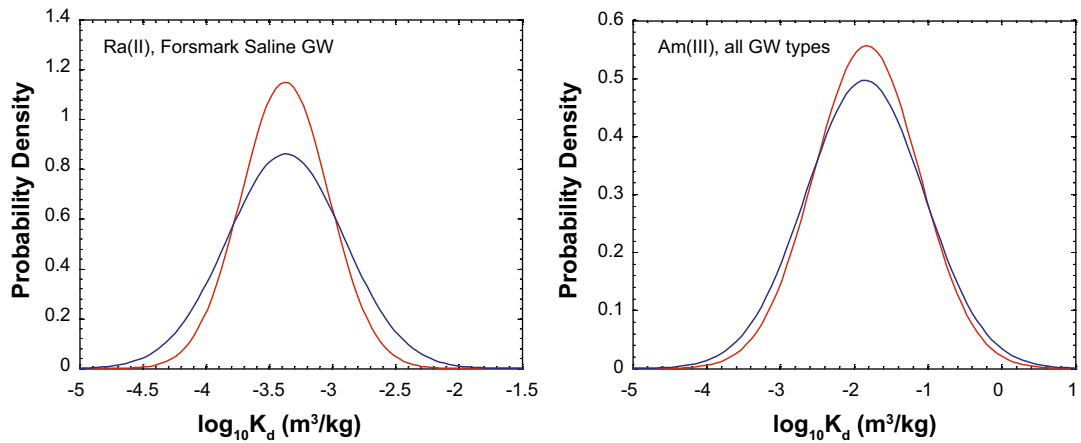 Ra(II), Forsmark Saline GW
Probability Density
1.4
1.2
1
0.8
0.6
0.4
0.2
0
-5 -4.5 -4 -3.5 -3 -2.5 -2 -1.5
log₁₀K_d (m³/kg)
Am(III), all GW types
Probability Density
0.6
0.5
0.4
0.3
0.2
0.1
0
-5 -4 -3 -2 -1 0 1
log₁₀K_d (m³/kg)